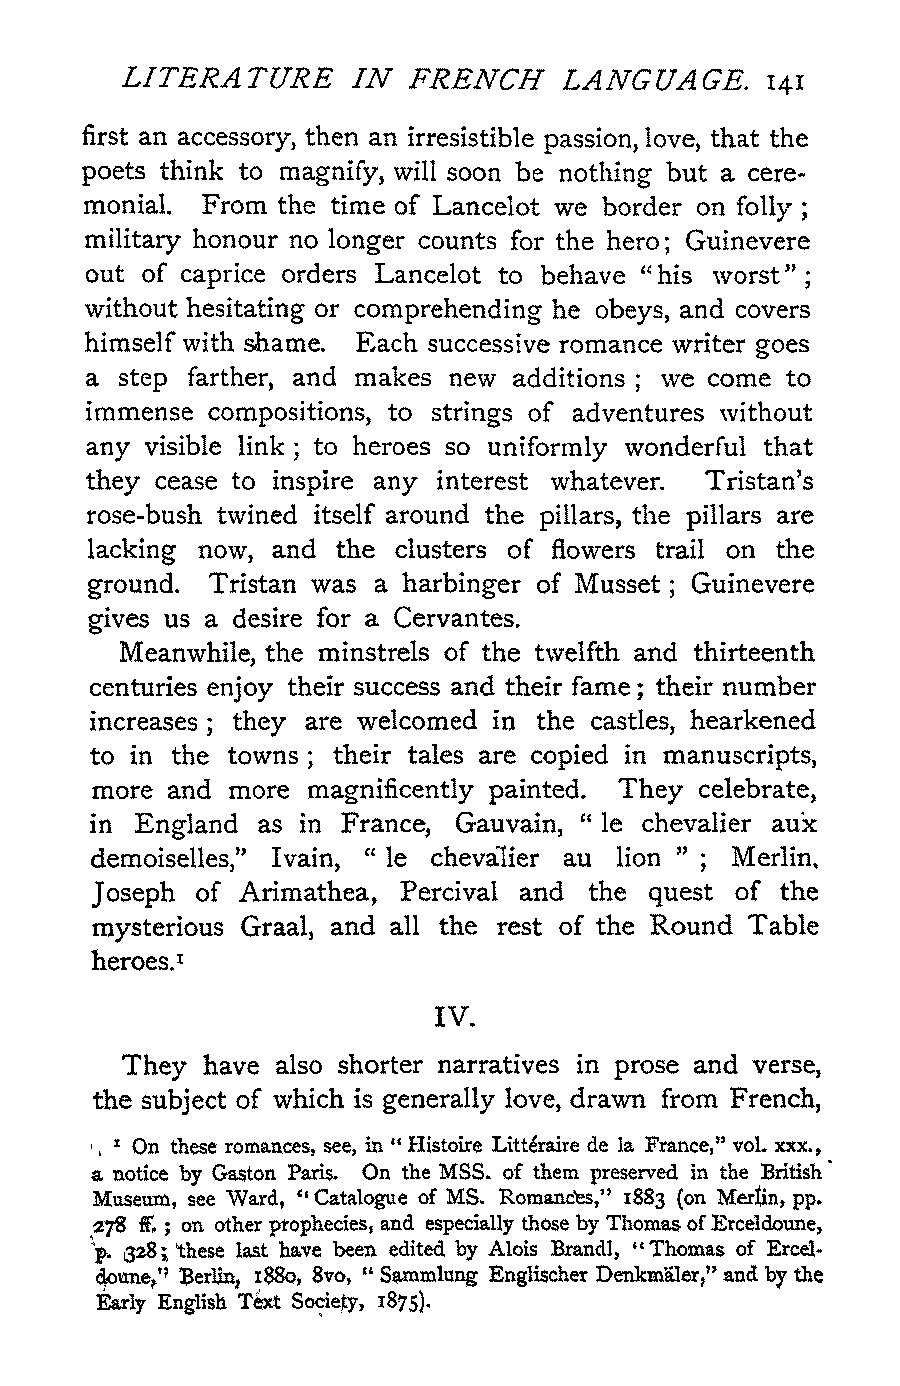 LITERATURE IN FRENCH LANGUAGE. 141
first an accessory, then an irresistible passion, love, that the
poets think to magnify, will soon be nothing but a cere-
monial. From the time of Lancelot we border on folly ;
military honour no longer counts for the hero; Guinevere
out of caprice orders Lancelot to behave "his worst" ;
without hesitating or comprehending he obeys, and covers
himself with shame. Each successive romance writer goes
a step farther, and makes new additions ; we come to
immense compositions, to strings of adventures without
any visible link ; to heroes so uniformly wonderful that
they cease to inspire any interest whatever. Tristan's
rose-bush twined itself around the pillars, the pillars are
lacking now, and the clusters of flowers trail on the
ground. Tristan was a harbinger of Musset ; Guinevere
gives us a desire for a Cervantes.
Meanwhile, the minstrels of the twelfth and thirteenth
centuries enjoy their success and their fame ; their number
increases ; they are welcomed in the castles, hearkened
to in the towns ; their tales are copied in manuscripts,
more and more magnificently painted. They celebrate,
in England as in France, Gauvain, " le chevalier aux
demoiselles," Ivain, " le chevalier au lion " ; Merlin,
Joseph of Arimathea, Percival and the quest of the
mysterious Graal, and all the rest of the Round Table
heroes.¹
IV.
They have also shorter narratives in prose and verse,
the subject of which is generally love, drawn from French,
¹ On these romances, see, in " Histoire Littéraire de la France," vol. xxx.,
a notice by Gaston Paris. On the MSS. of them preserved in the British
Museum, see Ward, "Catalogue of MS. Romances," 1883 (on Merlin, pp.
278 ff. ; on other prophecies, and especially those by Thomas of Erceldoune,
p. 328 ; these last have been edited by Alois Brandl, "Thomas of Ercel-
doune," Berlin, 1880, 8vo, " Sammlung Englischer Denkmäler," and by the
Early English Text Society, 1875).